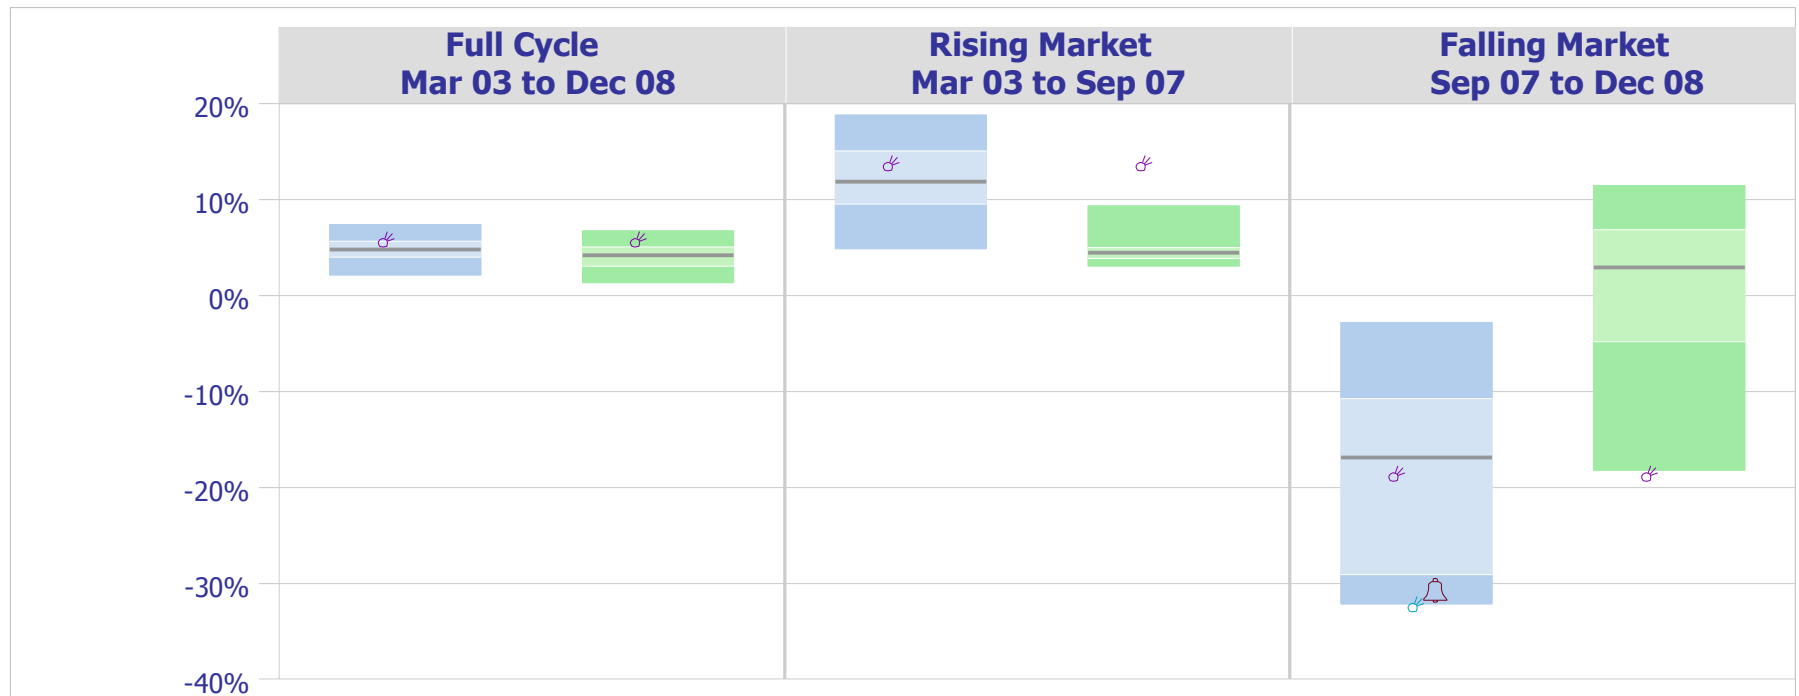 Full Cycle
Mar 03 to Dec 08
Rising Market
Mar 03 to Sep 07
Falling Market
Sep 07 to Dec 08
20%
10%
0%
-10%
-20%
-30%
-40%